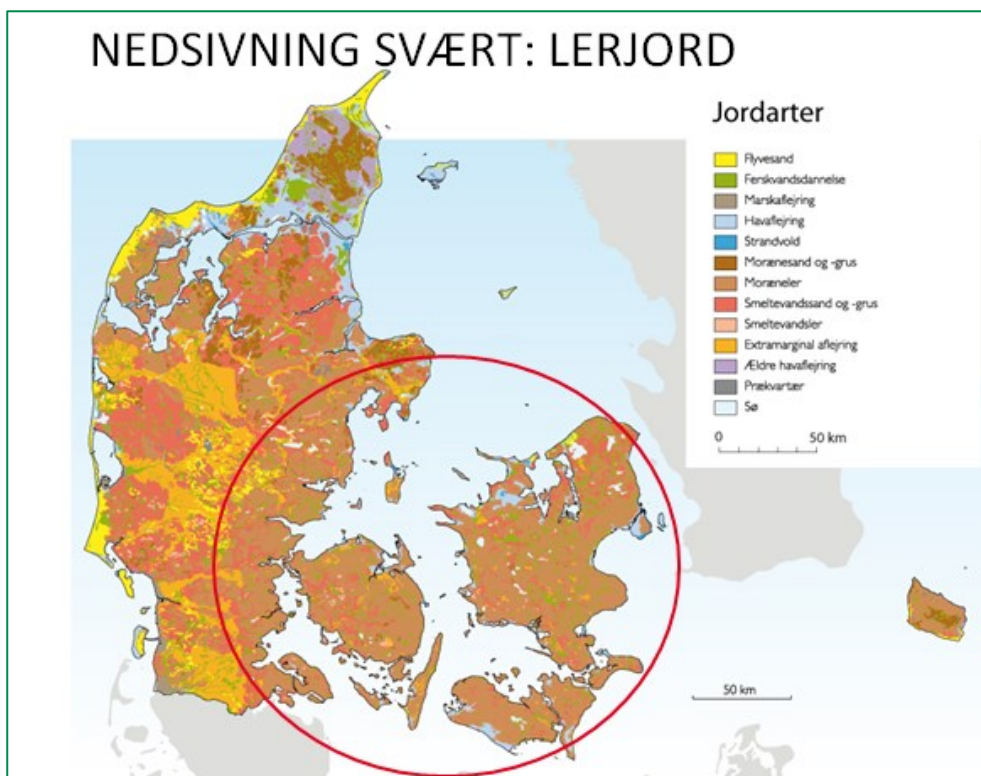 NEDSIVNING SVÆRT: LERJORD
Jordarter
Flyvesand
Ferskvandsdannelse
Marskaflejring
Havaflejring
Strandvold
Morænesand og -grus
Moræneler
Smeltevandssand og -grus
Smeltevandsler
Extramarginal aflejring
Ældre havaflejring
Prækvartær
Sø
0 50 km
50 km